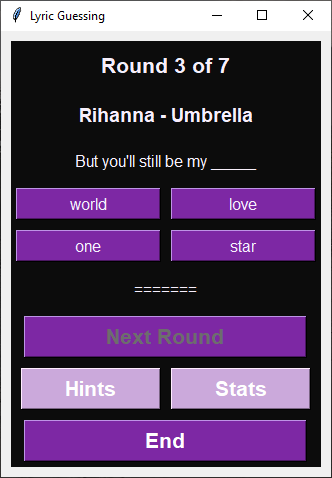 Lyric Guessing
Round 3 of 7
Rihanna - Umbrella
But you'll still be my _____
world love
one star
=======
Next Round
Hints Stats
End